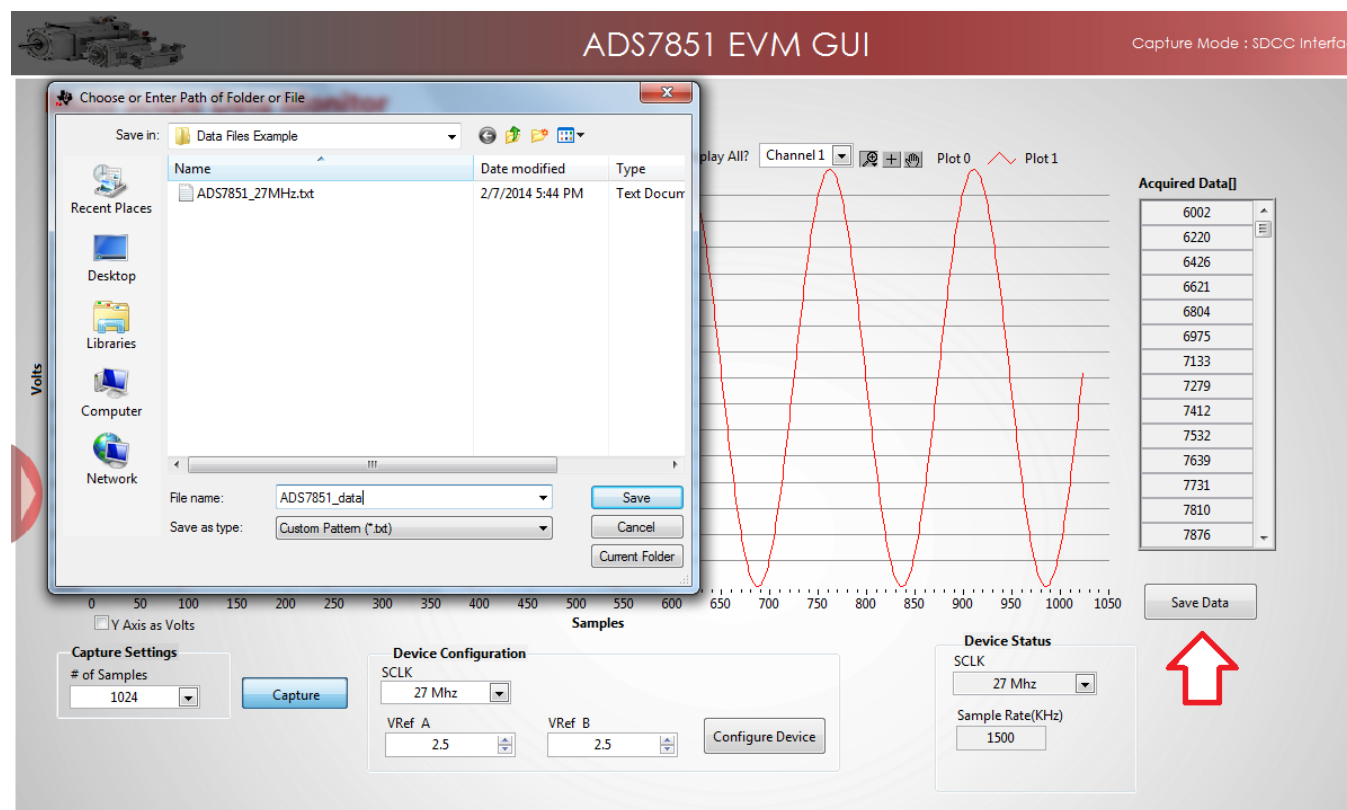 ADS7851 EVM GUI
Capture Mode : SDCC Interfa
Choose or Enter Path of Folder or File
Monitor
Save in:
Data Files Example
Name
Date modified
Type
ADS7851_27MHz.txt
2/7/2014 5:44 PM
Text Docum
Recent Places
Desktop
Libraries
Computer
Network
File name:
ADS7851_data
Save
Save as type:
Custom Pattern (*.txt)
Cancel
Current Folder
play All?
Channel 1
Plot 0
Plot 1
Acquired Data[]
6002
6220
6426
6621
6804
6975
7133
7279
7412
7532
7639
7731
7810
7876
Save Data
Volts
0 50 100 150 200 250 300 350 400 450 500 550 600 650 700 750 800 850 900 950 1000 1050
Y Axis as Volts
Samples
Capture Settings
# of Samples
1024
Capture
Device Configuration
SCLK
27 Mhz
VRef A
VRef B
2.5
2.5
Configure Device
Device Status
SCLK
27 Mhz
Sample Rate(KHz)
1500